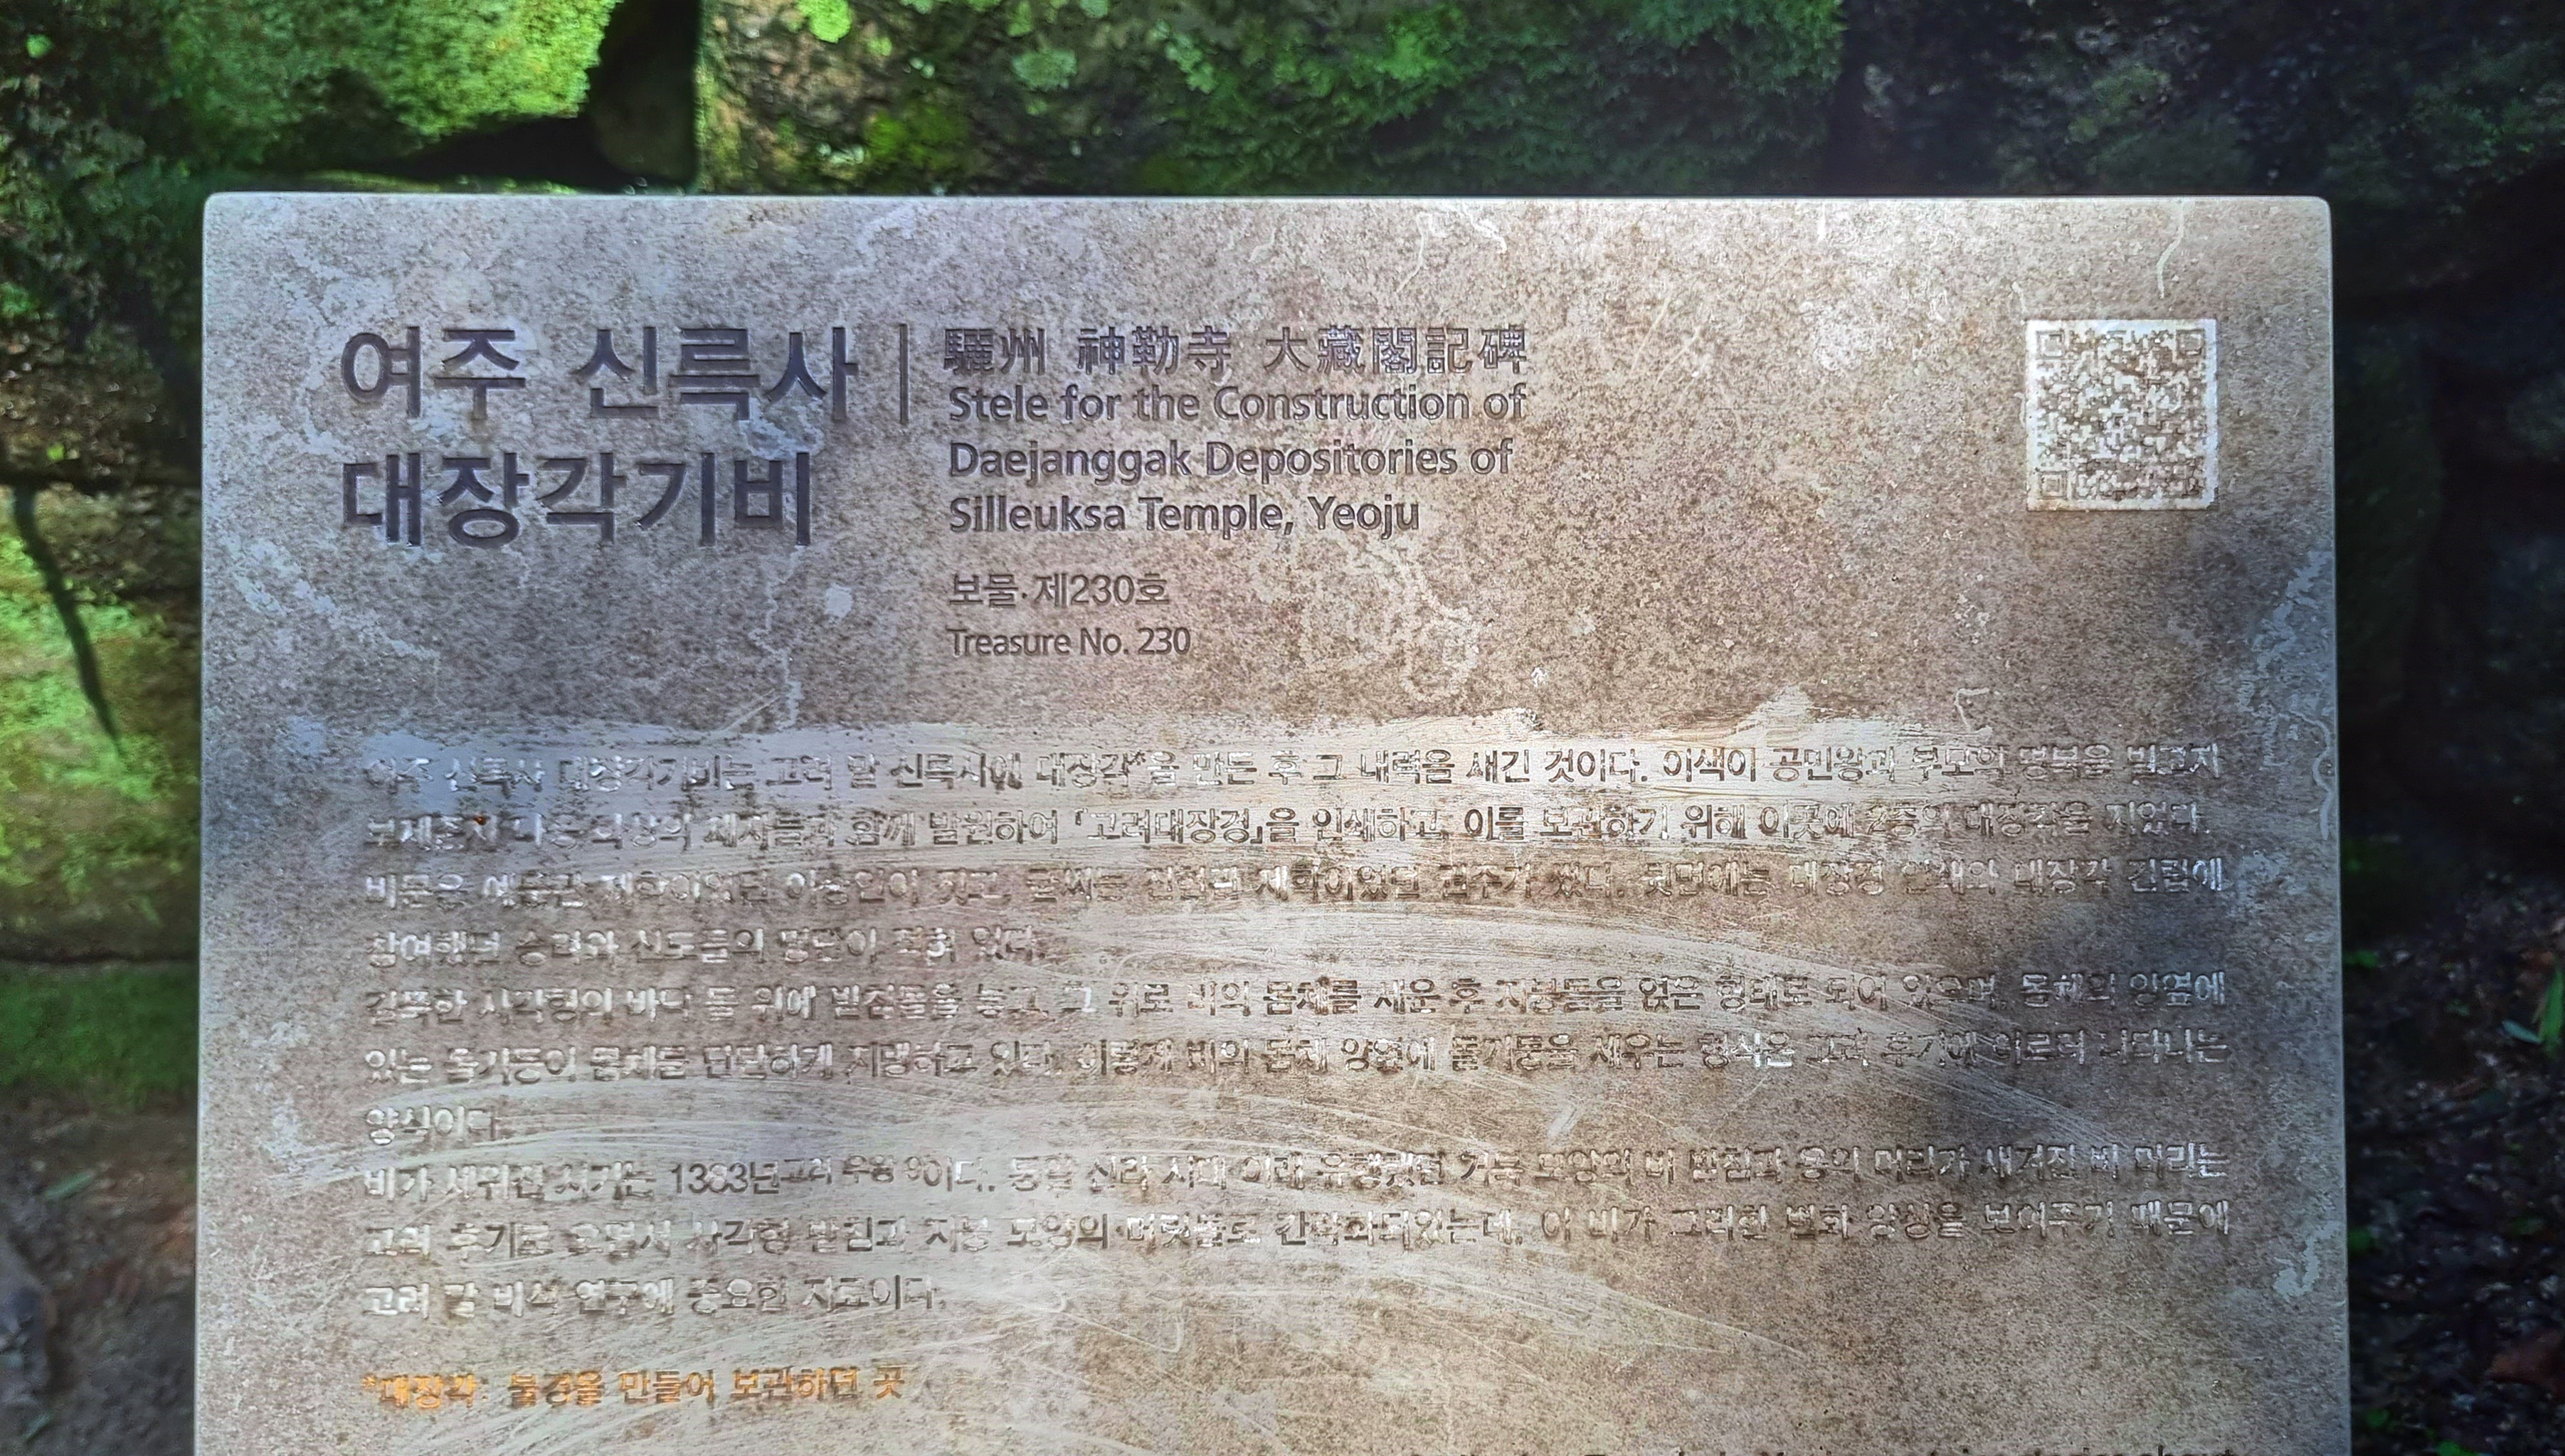 여주 신륵사
대장각기비
驪州 神勒寺 大藏閣記碑
Stele for the Construction of
Daejanggak Depositories of
Silleuksa Temple, Yeoju
보물·제230호
Treasure No. 230
여주 신륵사 대장각기비는 고려 말 신륵사에 대장각*을 만든 후 그 내력을 새긴 것이다. 이색이 공민왕과 부모의 명복을 빌고자
보제존자 나옹 의 제자들과 함께 발원하여 『고려대장경』을 인쇄하고, 이를 보관하기 위해 이곳에 2층의 대장각을 지었다.
비문은 예문관 제학이었던 이숭인이 짓고, 글씨는 진현관 제학이었던 권주가 썼다. 뒷면에는 대장경 인쇄와 대장각 건립에
참여했던 승려와 신도들의 명단이 적혀 있다.
길쭉한 사각형의 바닥 돌 위에 받침돌을 놓고, 그 위로 비의 몸체를 세운 후 지붕돌을 얹은 형태로 되어 있으며, 몸체의 양옆에
있는 돌기둥이 몸체를 단단하게 지탱하고 있다. 이렇게 비의 몸체 양옆에 돌기둥을 세우는 형식은 고려 후기에 이르러 나타나는
양식이다.
비가 세워진 시기는 1383년고려 우왕 9이다. 통일 신라 시대 이래 유행했던 거북 모양의 비 받침과 용의 머리가 새겨진 비 머리는
고려 후기로 오면서 사각형 받침과 지붕 모양의 머릿돌로 간략화되었는데, 이 비가 그러한 변화 양상을 보여주기 때문에
고려 말 비석 연구에 중요한 자료이다.
*대장각: 불경을 만들어 보관하던 곳